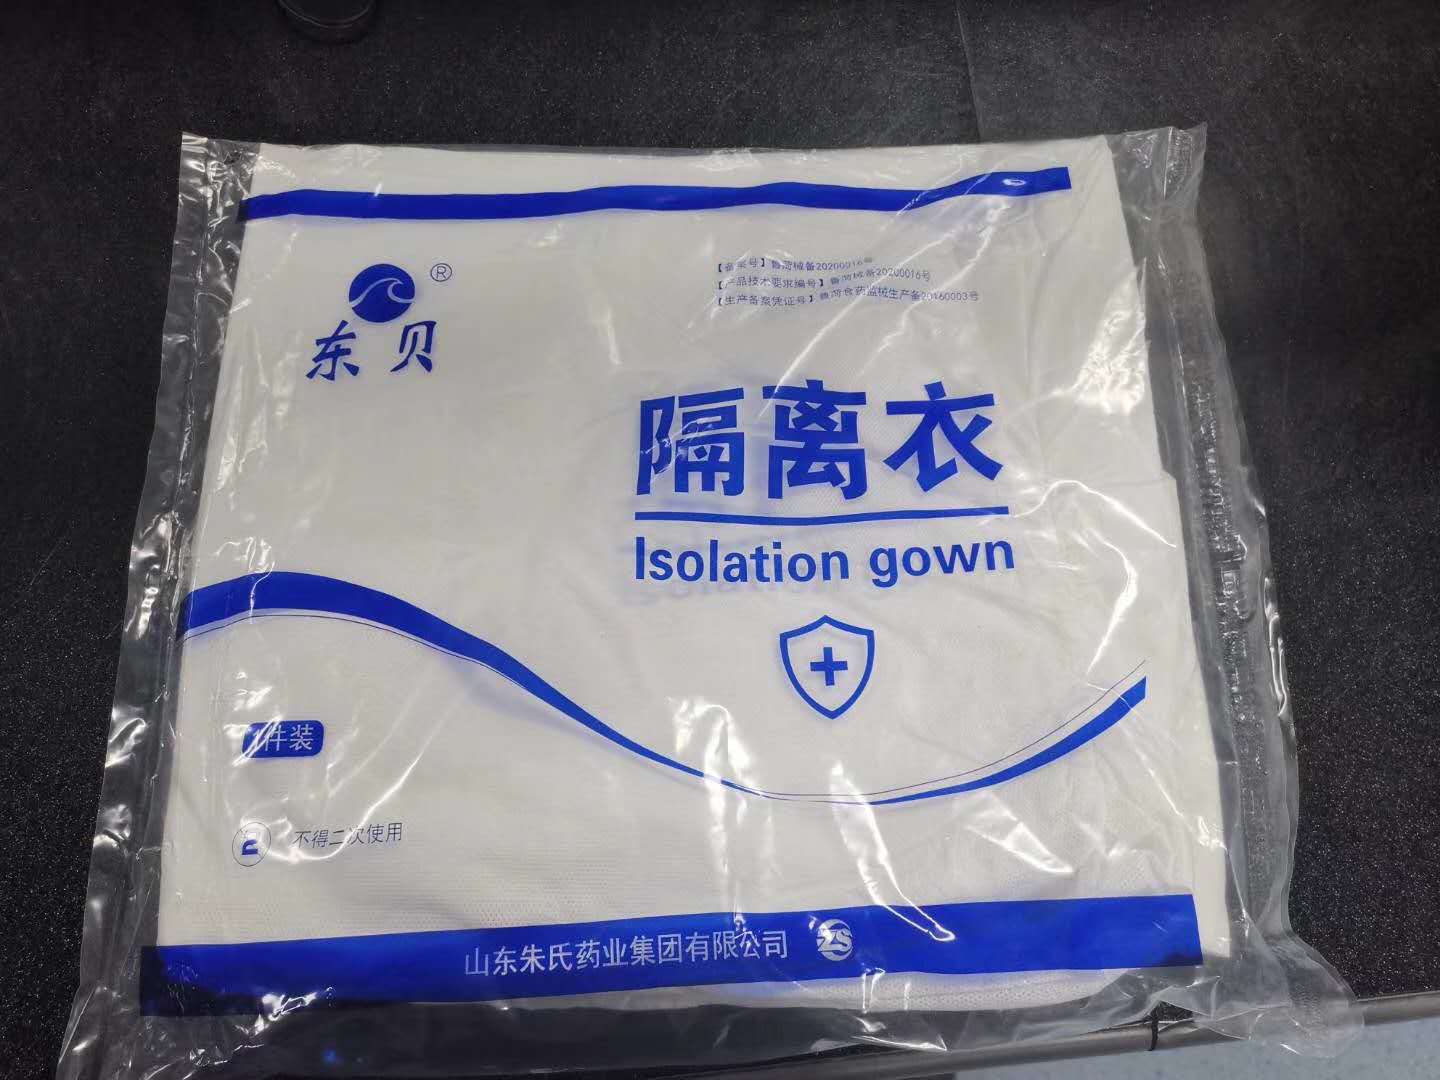 【备案号】鲁菏械备20200016号
【产品技术要求编号】鲁菏械备20200016号
【生产备案凭证号】鲁菏食药监械生产备20160003号
®
东贝
隔离衣
Isolation gown
1件装
2 不得二次使用
山东朱氏药业集团有限公司 ZZS